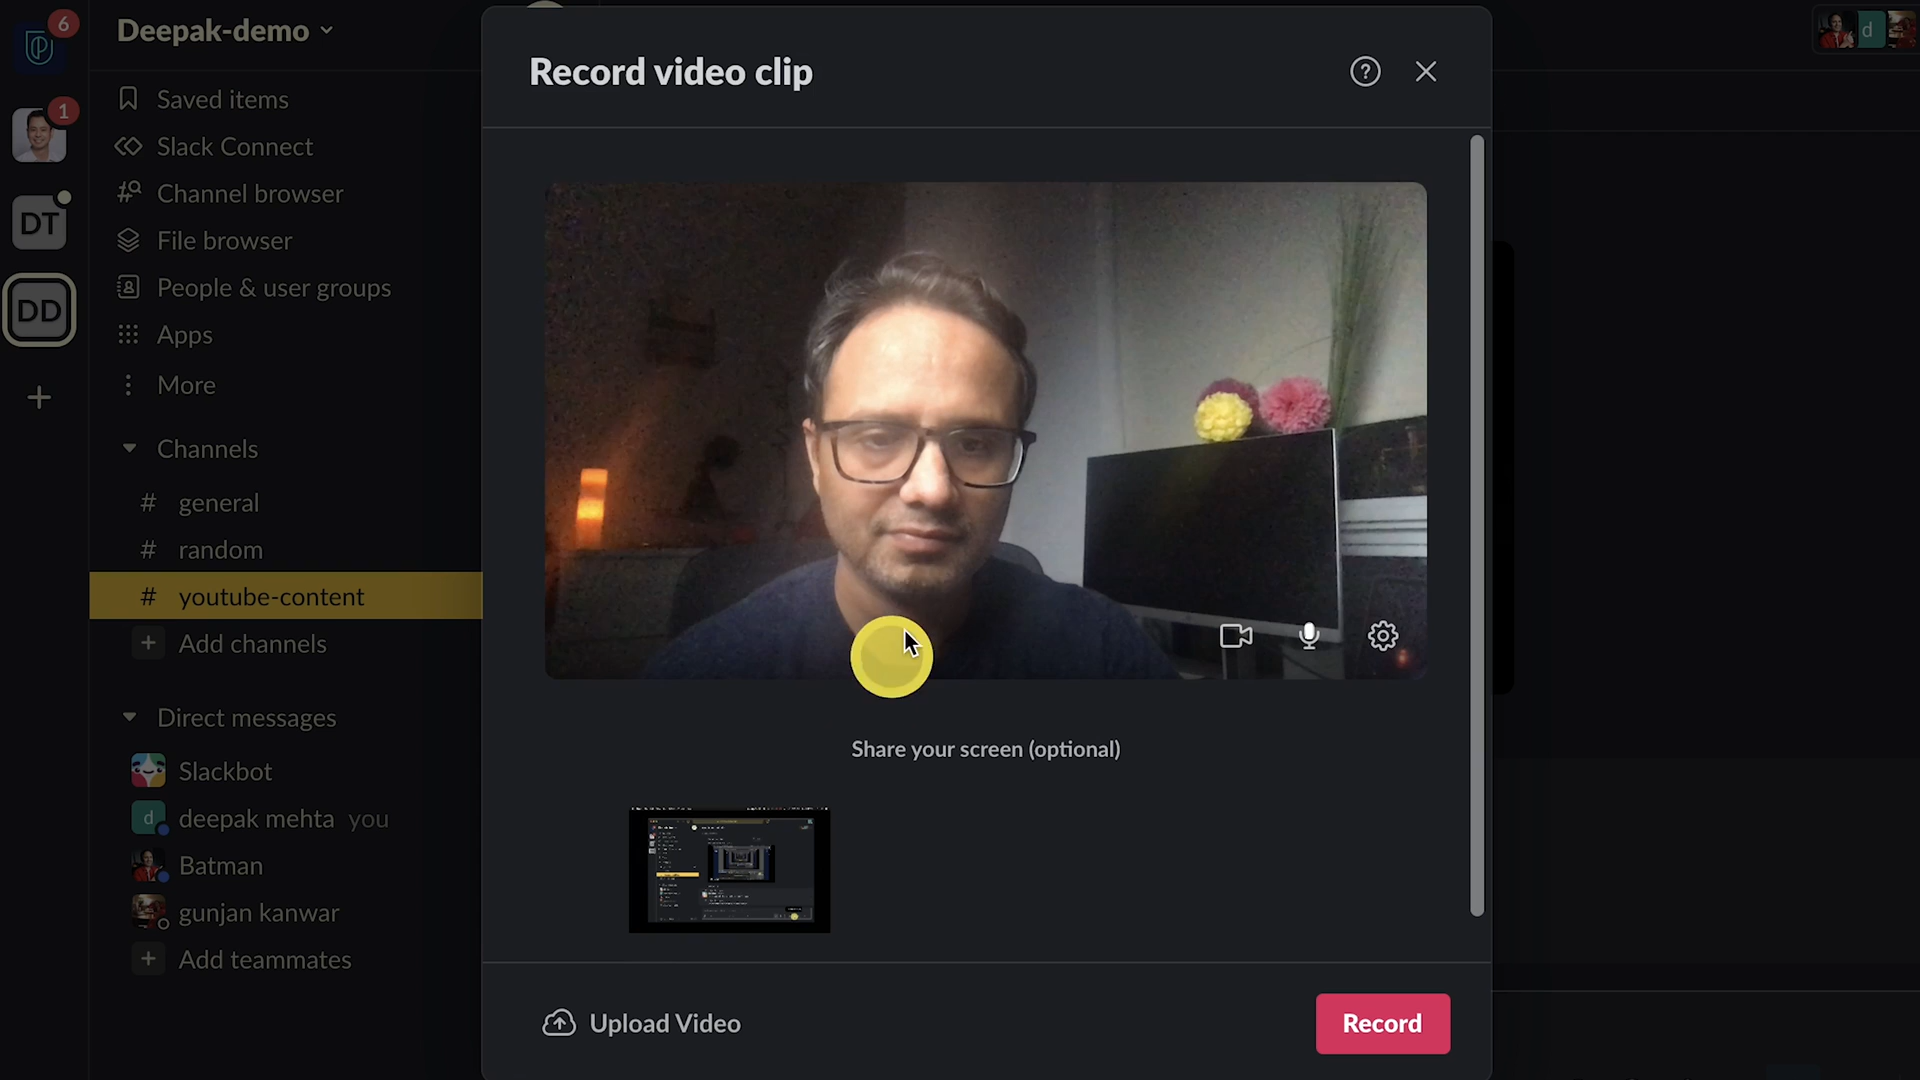 6
Deepak-demo
d
Record video clip
1
Saved items
Slack Connect
Channel browser
DT
File browser
People & user groups
DD
Apps
More
Channels
# general
# random
# youtube-content
Add channels
Direct messages
Share your screen (optional)
Slackbot
d deepak mehta you
Batman
gunjan kanwar
Add teammates
Upload Video
Record